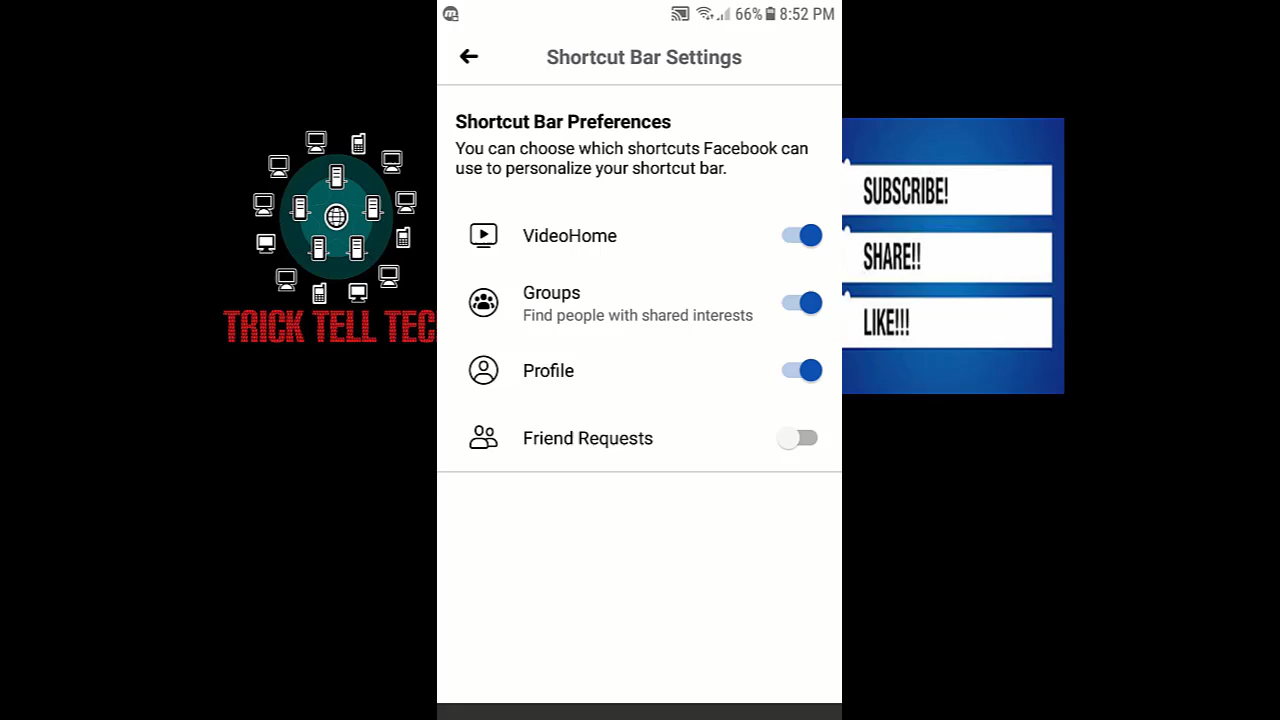 66% 8:52 PM
Shortcut Bar Settings
Shortcut Bar Preferences
You can choose which shortcuts Facebook can
use to personalize your shortcut bar.
VideoHome
Groups
Find people with shared interests
Profile
Friend Requests
TRICK TELL TEC
SUBSCRIBE!
SHARE!!
LIKE!!!